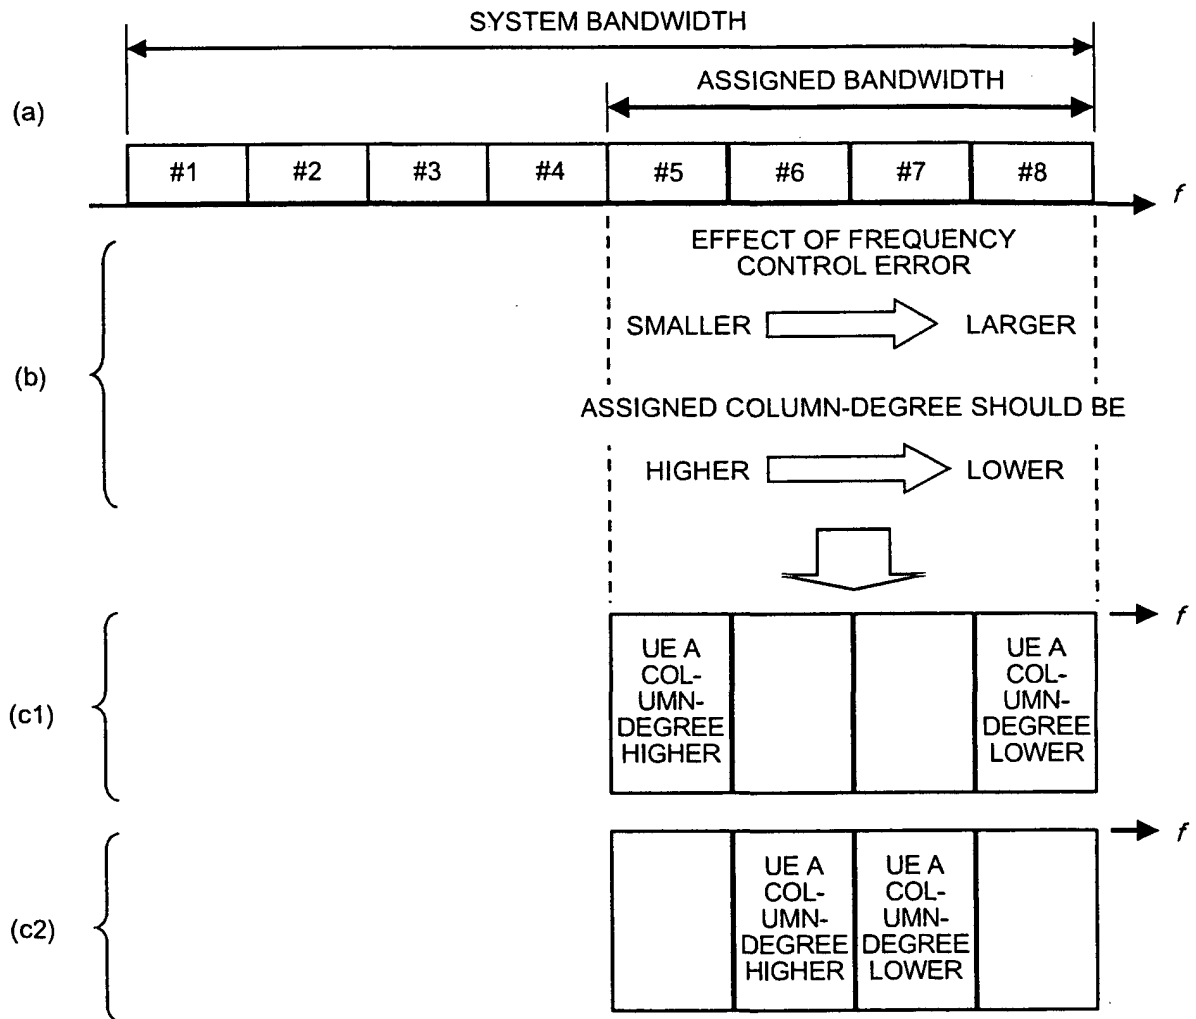 SYSTEM BANDWIDTH
ASSIGNED BANDWIDTH
(a)
#1 #2 #3 #4 #5 #6 #7 #8
f
EFFECT OF FREQUENCY
CONTROL ERROR
SMALLER LARGER
(b)
ASSIGNED COLUMN-DEGREE SHOULD BE
HIGHER LOWER
f
(c1)
UE A
COL-
UMN-
DEGREE
HIGHER
UE A
COL-
UMN-
DEGREE
LOWER
f
(c2)
UE A
COL-
UMN-
DEGREE
HIGHER
UE A
COL-
UMN-
DEGREE
LOWER